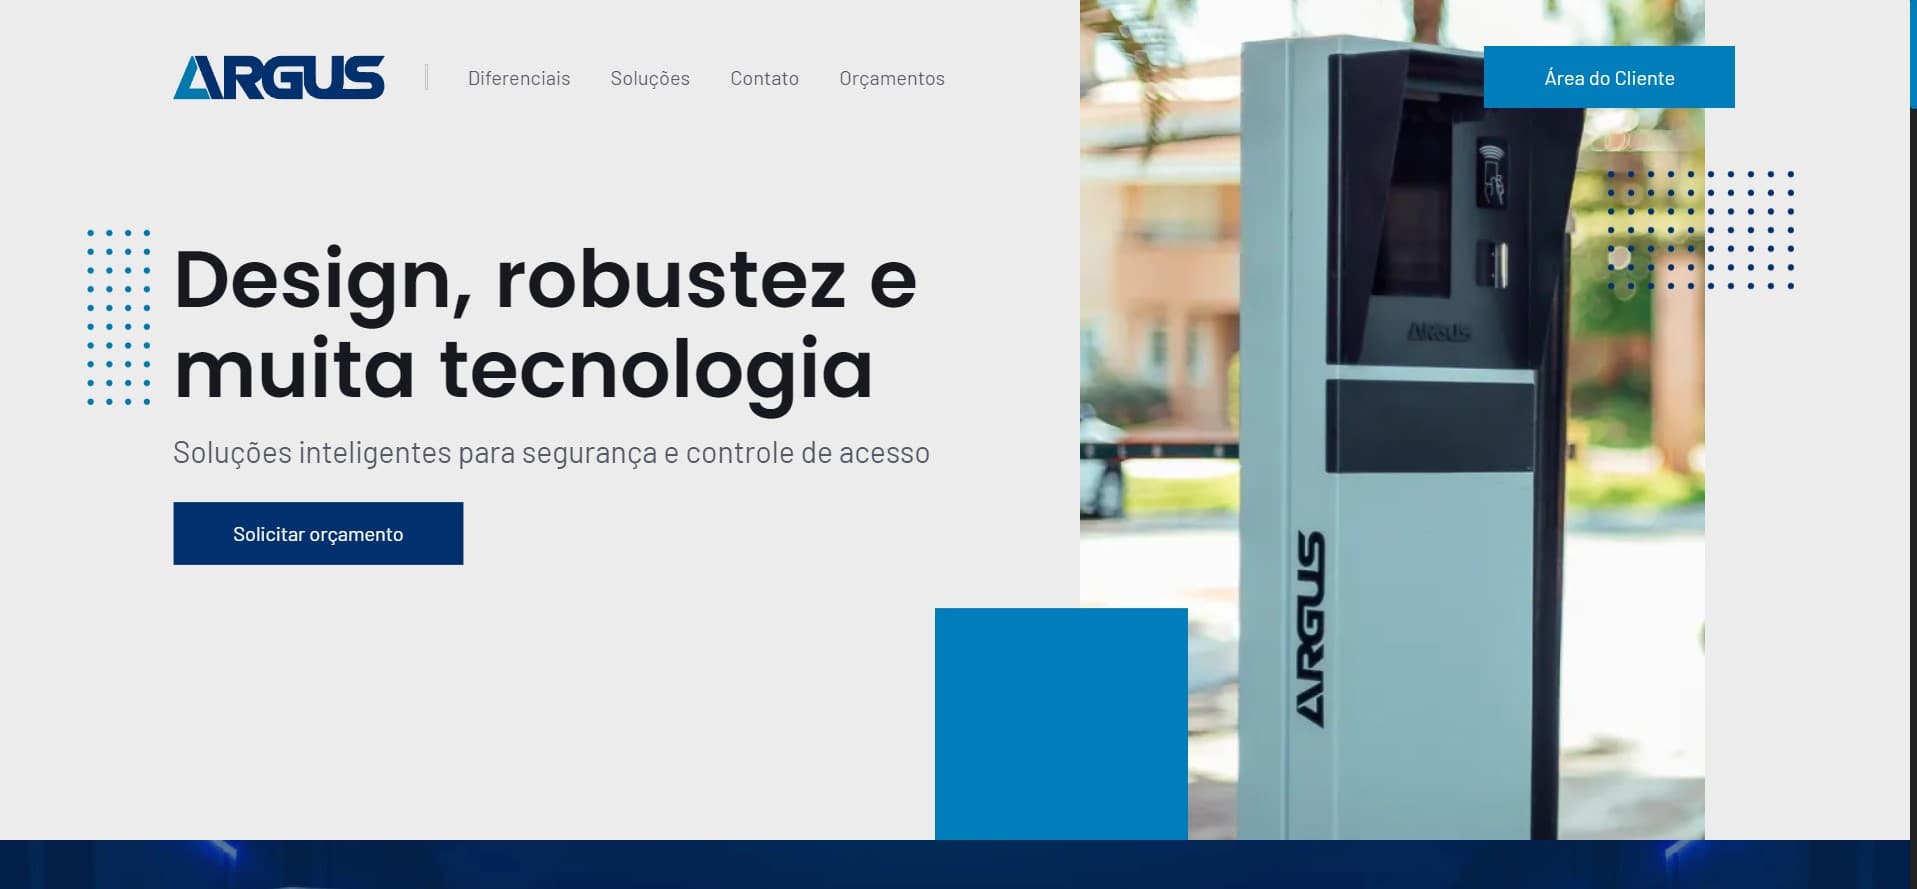 ARGUS
Diferenciais
Soluções
Contato
Orçamentos
Área do Cliente
Design, robustez e
muita tecnologia
Soluções inteligentes para segurança e controle de acesso
Solicitar orçamento
ARGUS
ARGUS